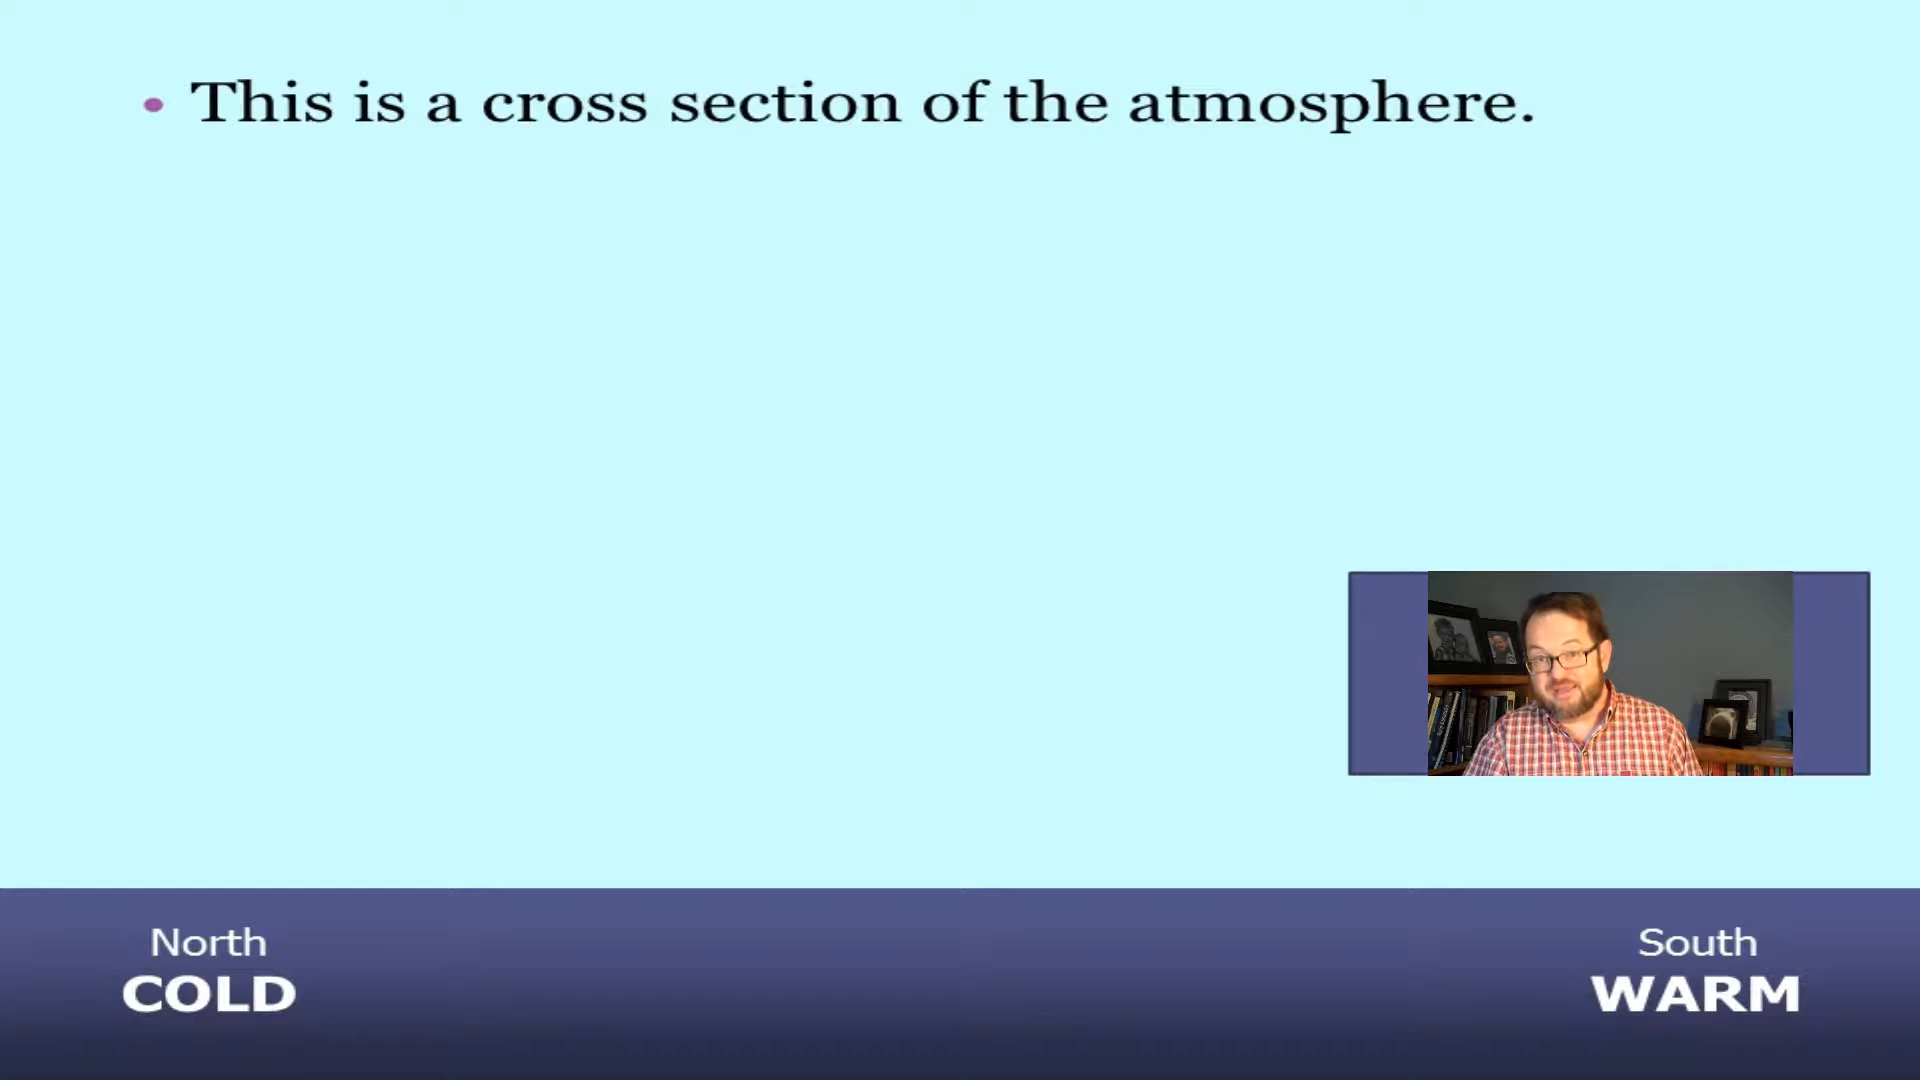 • This is a cross section of the atmosphere.
North
COLD
South
WARM